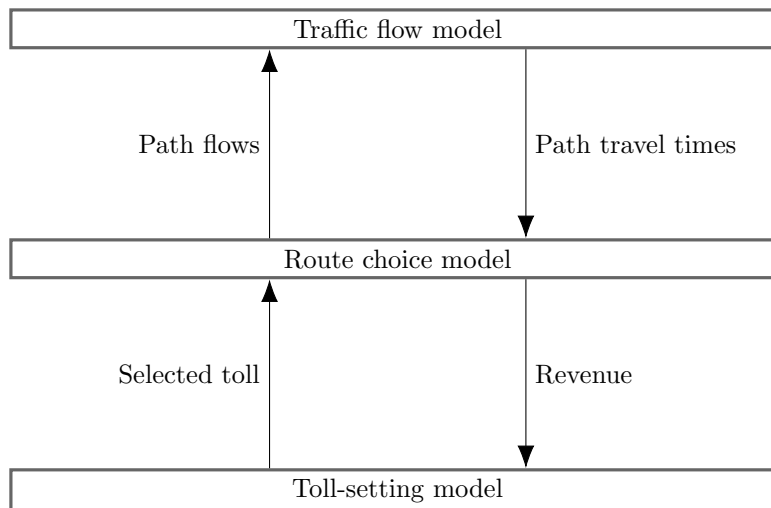 Traffic flow model
Path flows
Path travel times
Route choice model
Selected toll
Revenue
Toll-setting model